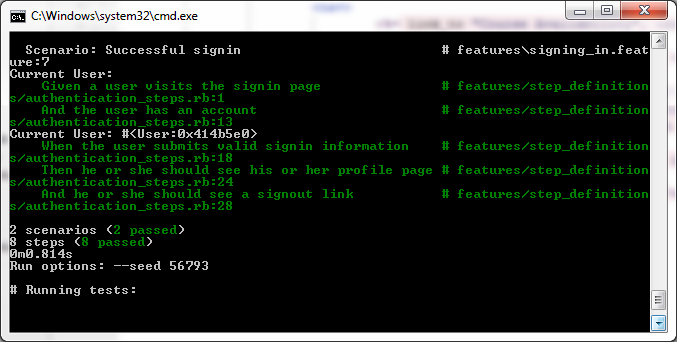 C:\Windows\system32\cmd.exe
Scenario: Successful signin # features\signing_in.feat
ure:7
Current User:
Given a user visits the signin page # features/step_definition
s/authentication_steps.rb:1
And the user has an account # features/step_definition
s/authentication_steps.rb:13
Current User: #<User:0x414b5e0>
When the user submits valid signin information # features/step_definition
s/authentication_steps.rb:18
Then he or she should see his or her profile page # features/step_definition
s/authentication_steps.rb:24
And he or she should see a signout link # features/step_definition
s/authentication_steps.rb:28
2 scenarios (2 passed)
8 steps (8 passed)
0m0.814s
Run options: --seed 56793
# Running tests: